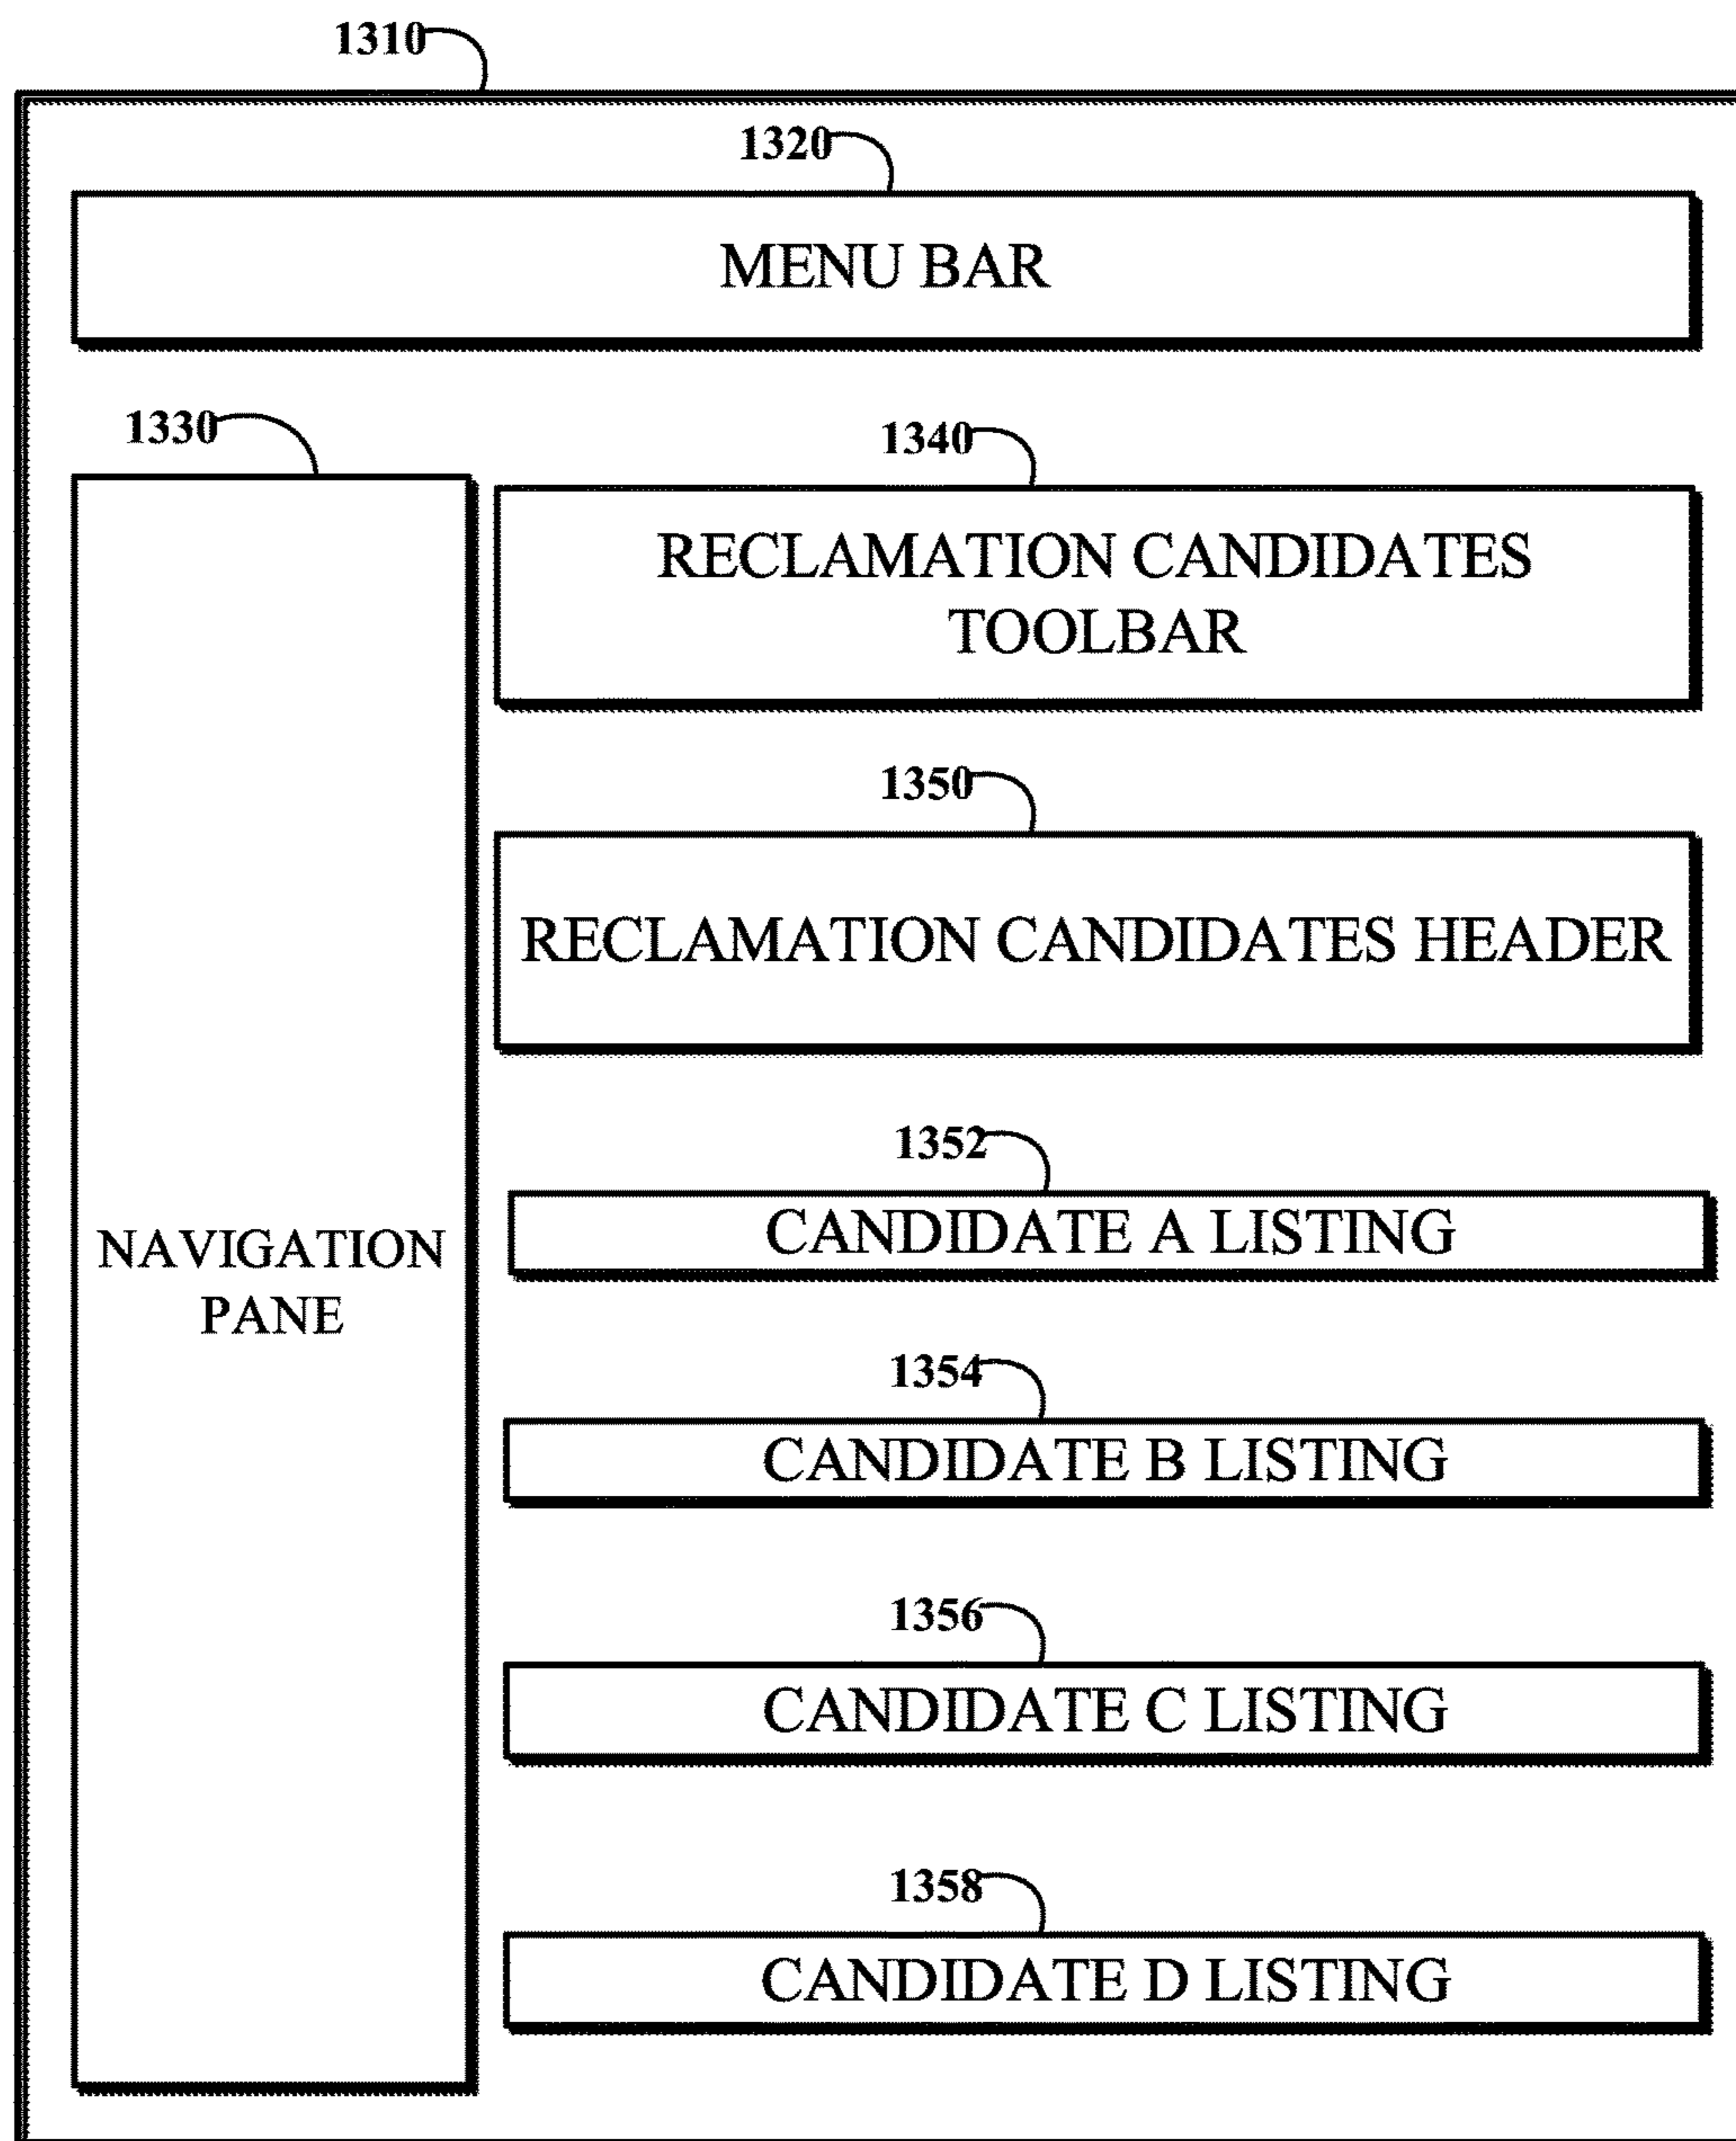 1310
1320
MENU BAR
1330
NAVIGATION
PANE
1340
RECLAMATION CANDIDATES
TOOLBAR
1350
RECLAMATION CANDIDATES HEADER
1352
CANDIDATE A LISTING
1354
CANDIDATE B LISTING
1356
CANDIDATE C LISTING
1358
CANDIDATE D LISTING